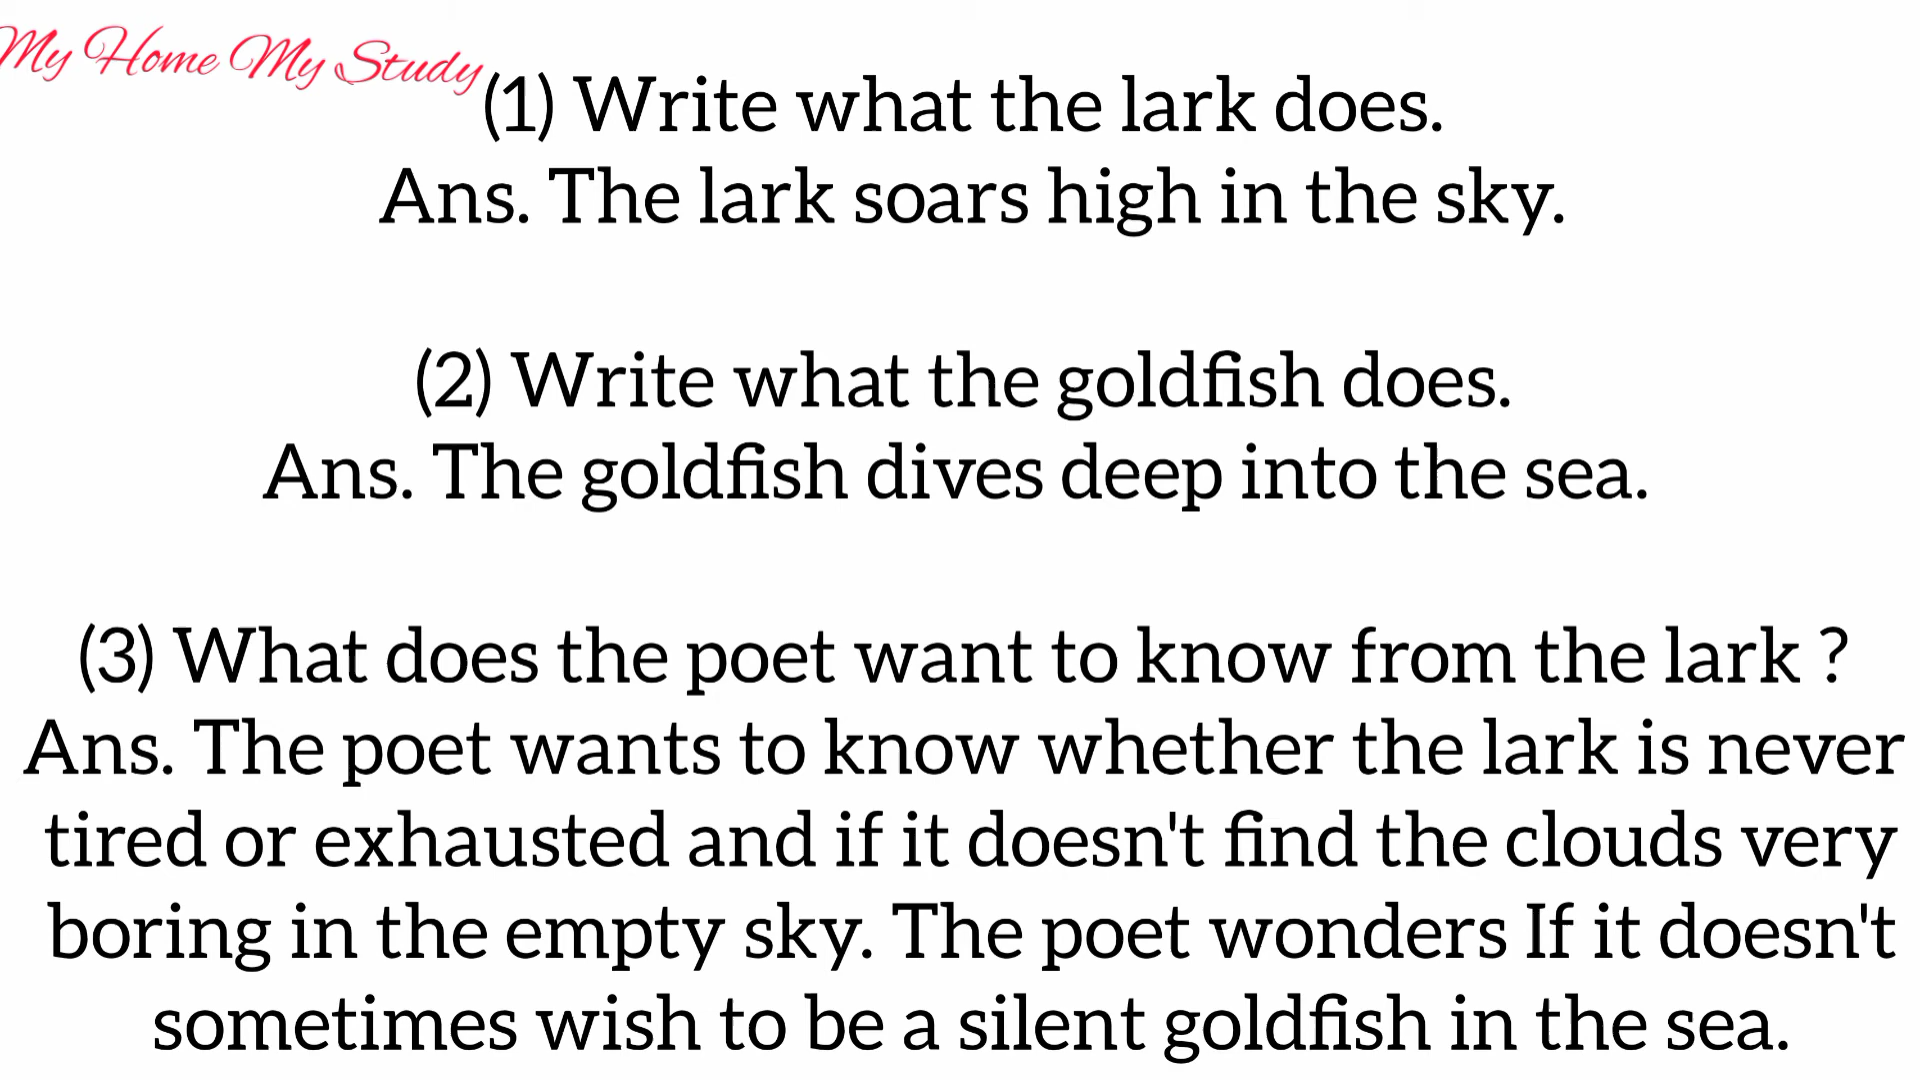 My Home My Study
(1) Write what the lark does.
Ans. The lark soars high in the sky.
(2) Write what the goldfish does.
Ans. The goldfish dives deep into the sea.
(3) What does the poet want to know from the lark ?
Ans. The poet wants to know whether the lark is never
tired or exhausted and if it doesn't find the clouds very
boring in the empty sky. The poet wonders If it doesn't
sometimes wish to be a silent goldfish in the sea.